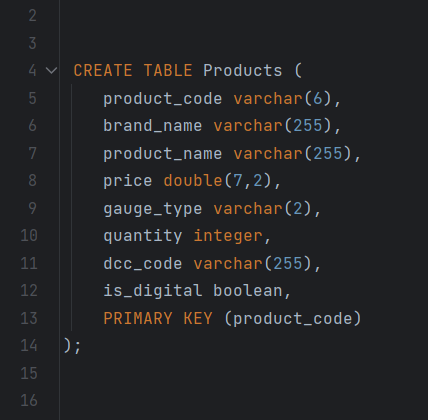 2
3
4 CREATE TABLE Products (
5 product_code varchar(6),
6 brand_name varchar(255),
7 product_name varchar(255),
8 price double(7,2),
9 gauge_type varchar(2),
10 quantity integer,
11 dcc_code varchar(255),
12 is_digital boolean,
13 PRIMARY KEY (product_code)
14 );
15
16